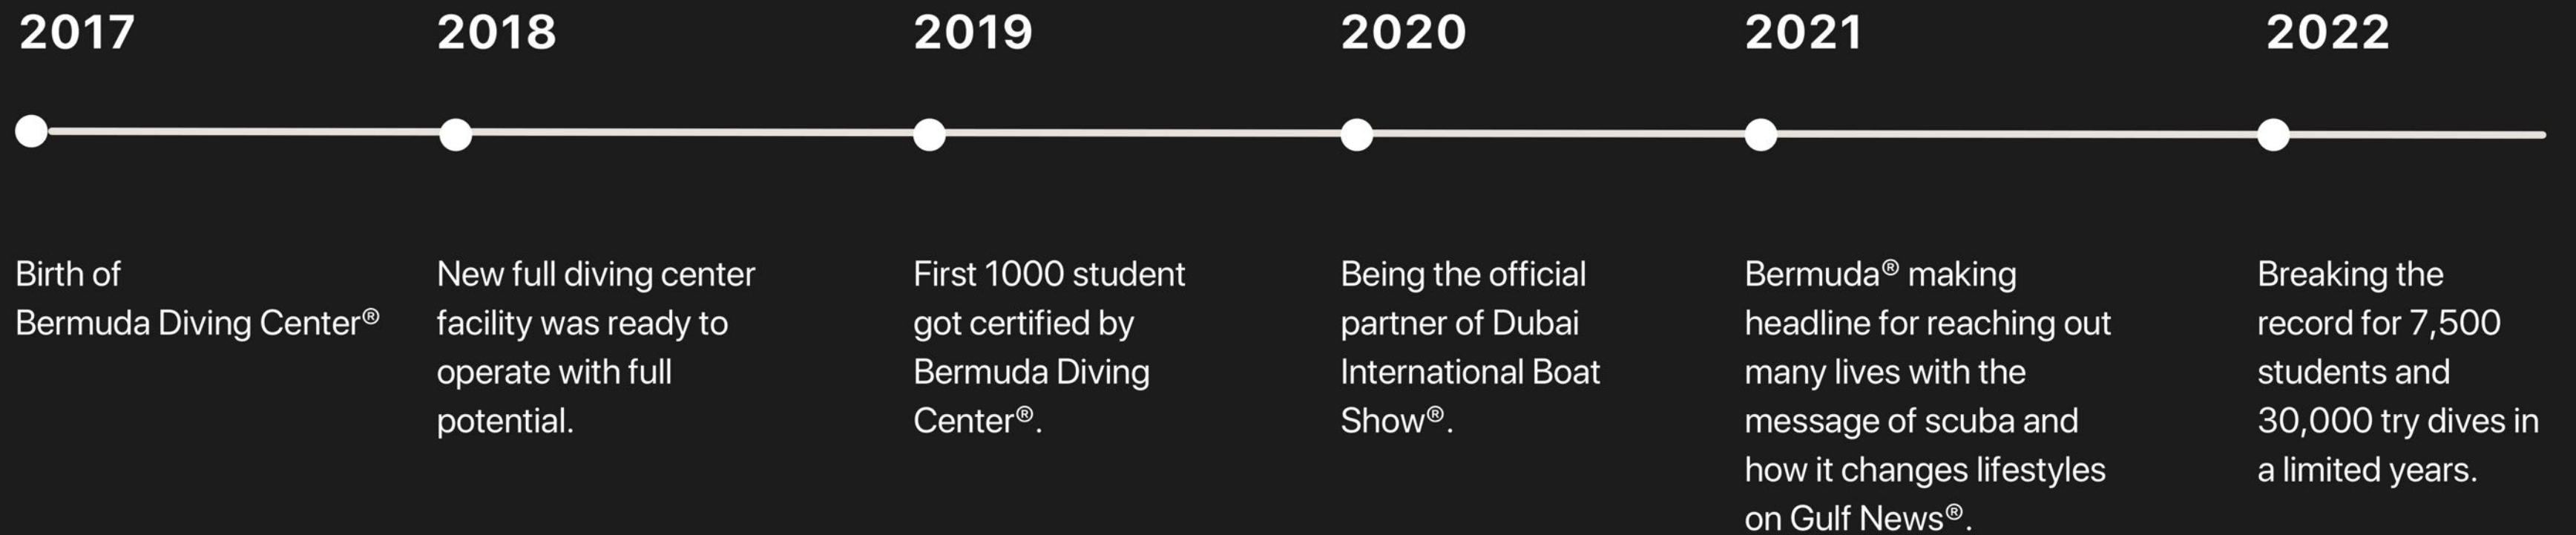 2017
Birth of
Bermuda Diving Center®
2018
New full diving center
facility was ready to
operate with full
potential.
2019
First 1000 student
got certified by
Bermuda Diving
Center®.
2020
Being the official
partner of Dubai
International Boat
Show®.
2021
Bermuda® making
headline for reaching out
many lives with the
message of scuba and
how it changes lifestyles
on Gulf News®.
2022
Breaking the
record for 7,500
students and
30,000 try dives in
a limited years.